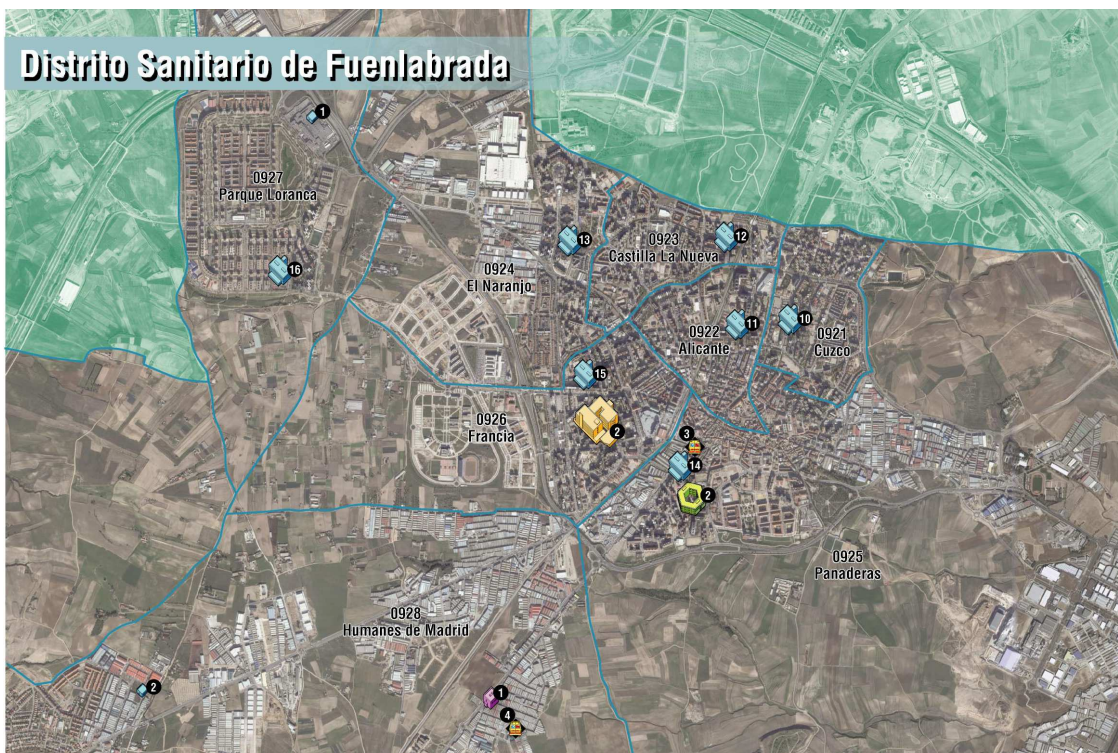 Distrito Sanitario de Fuenlabrada
1
0927
Parque Loranca
16
13
0923
Castilla La Nueva
12
0924
El Naranjo
11
0922
Alicante
10
0921
Cuzco
15
0926
Francia
2
3
14
2
0925
Panaderas
0928
Humanes de Madrid
2
1
4